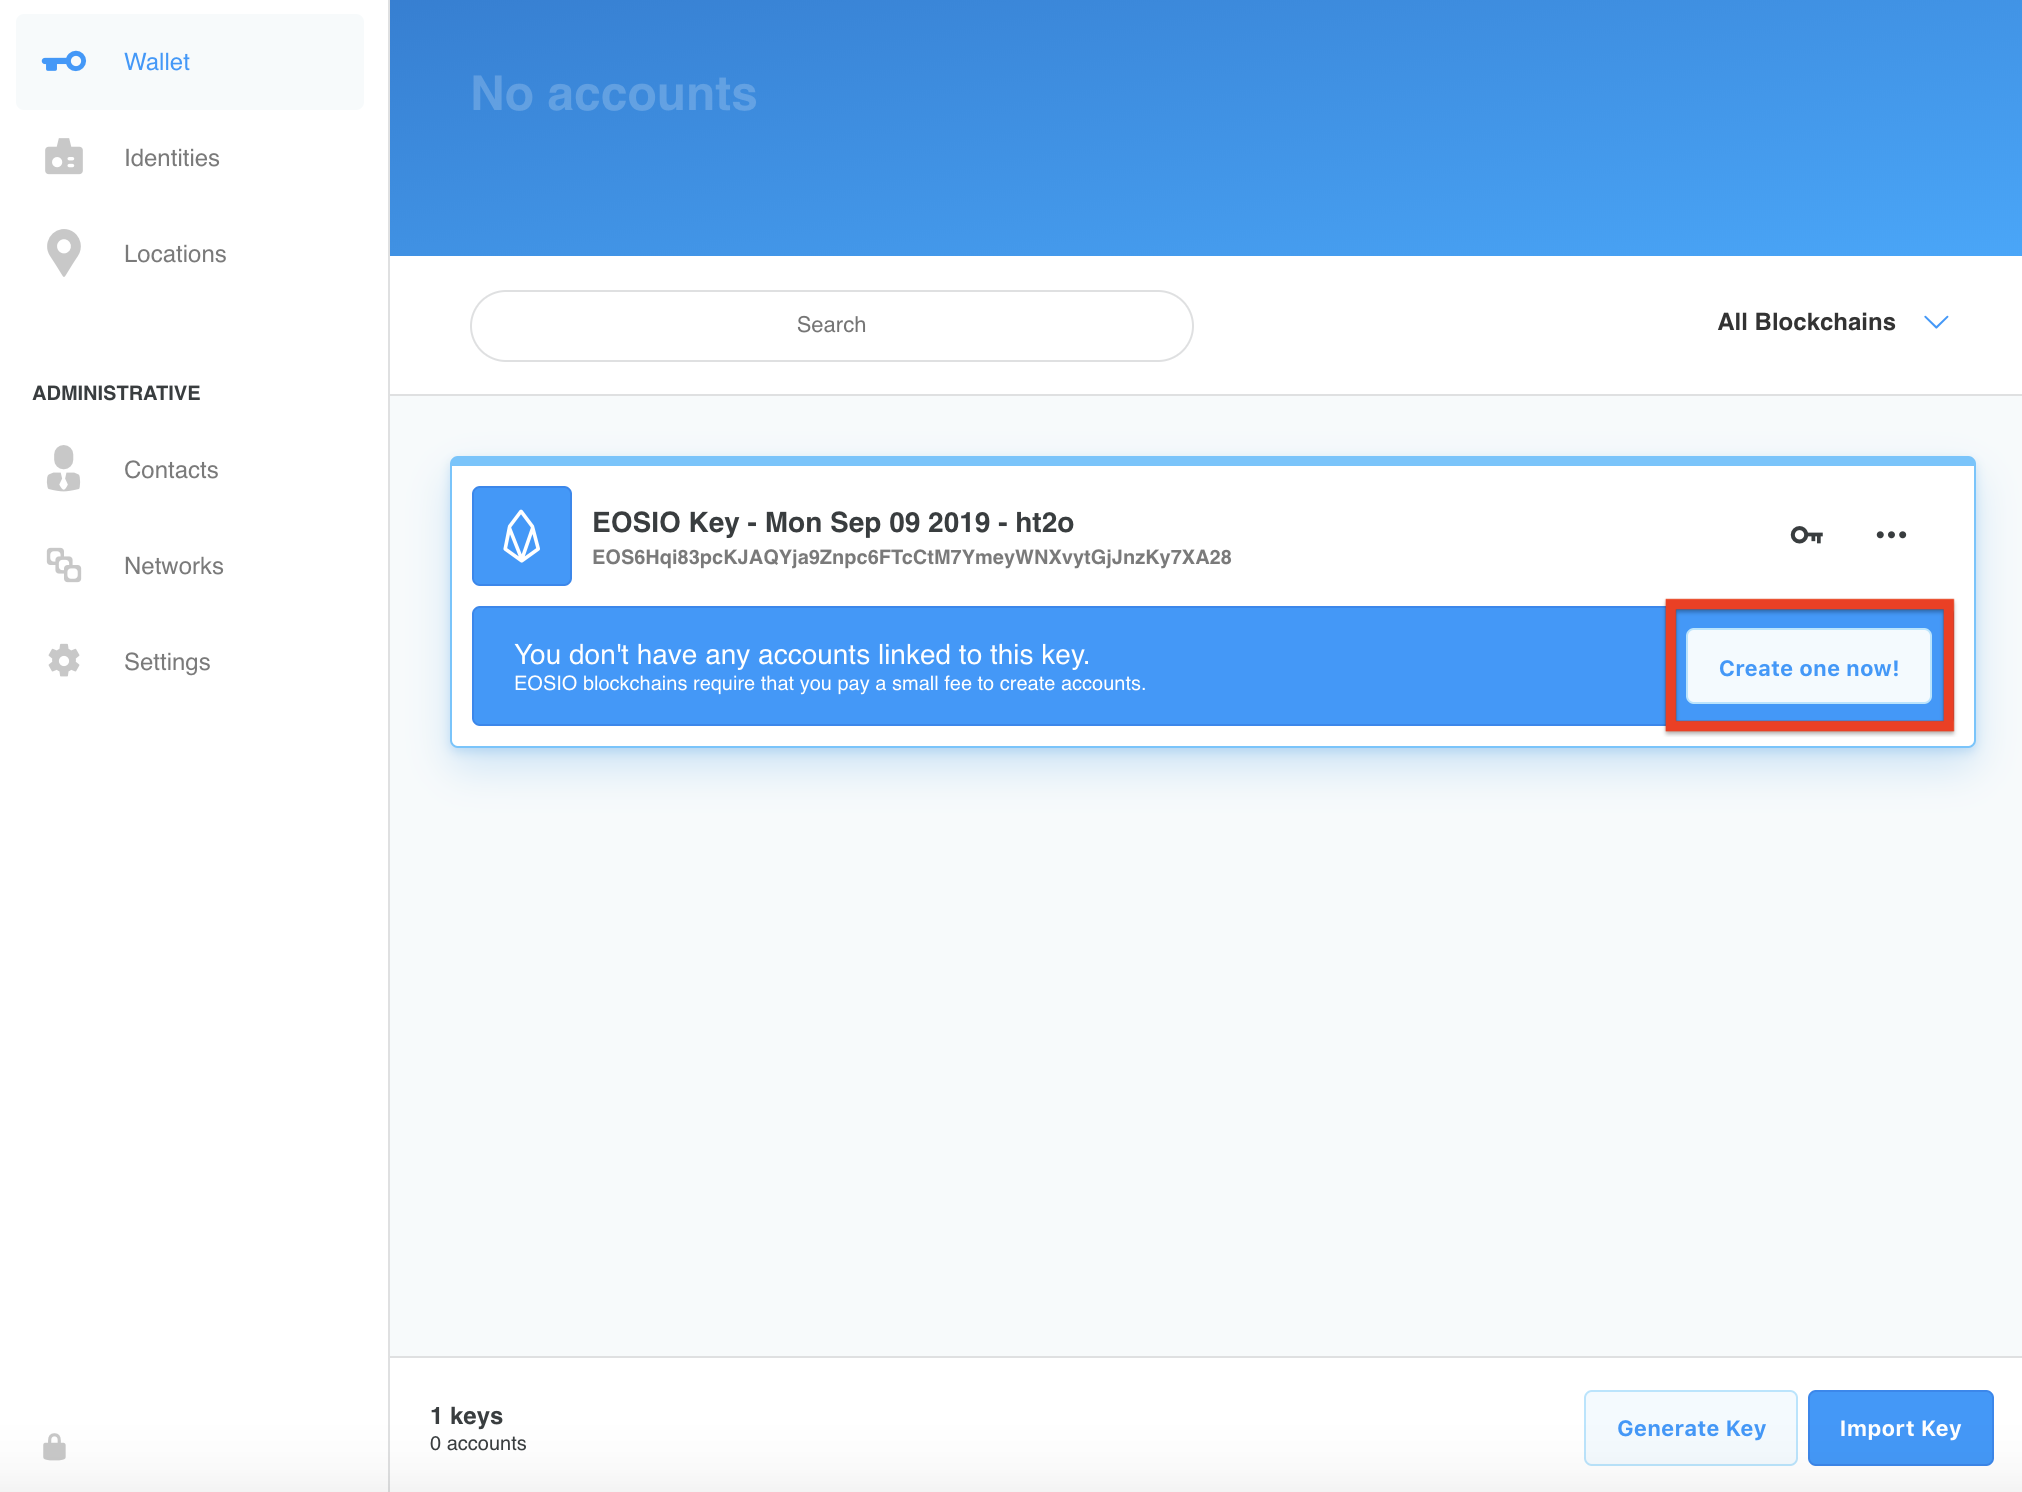 Wallet
Identities
Locations
ADMINISTRATIVE
Contacts
Networks
Settings
No accounts
Search
All Blockchains
EOSIO Key - Mon Sep 09 2019 - ht2o
EOS6Hqi83pcKJAQYja9Znpc6FTcCtM7YmeyWNXvytGjJnzKy7XA28
You don't have any accounts linked to this key.
EOSIO blockchains require that you pay a small fee to create accounts.
Create one now!
1 keys
0 accounts
Generate Key
Import Key